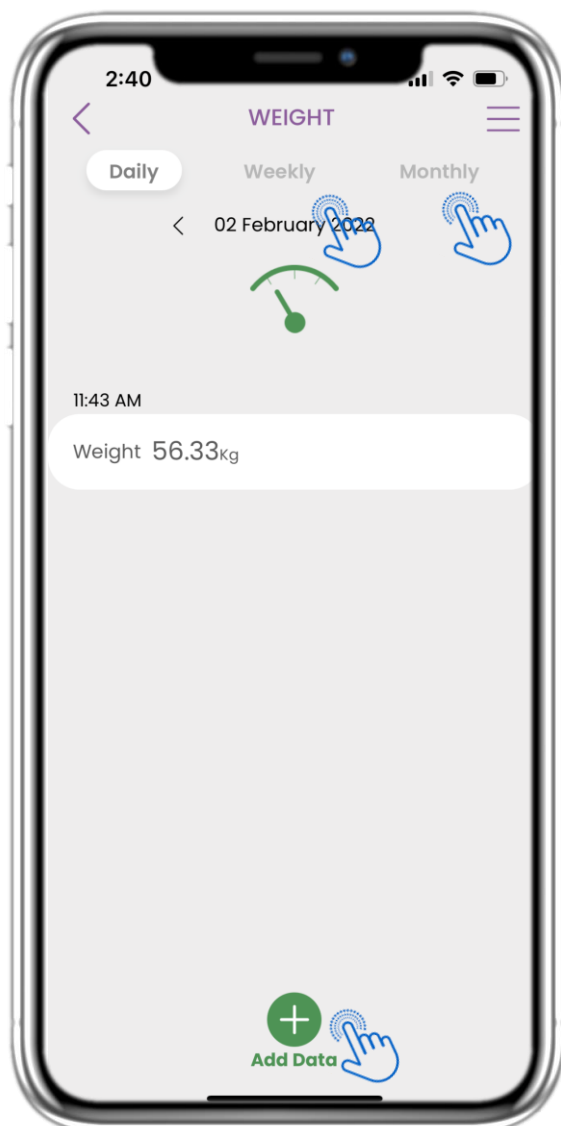 2:40
WEIGHT
Daily Weekly Monthly
02 February 2022
11:43 AM
Weight 56.33Kg
Add Data